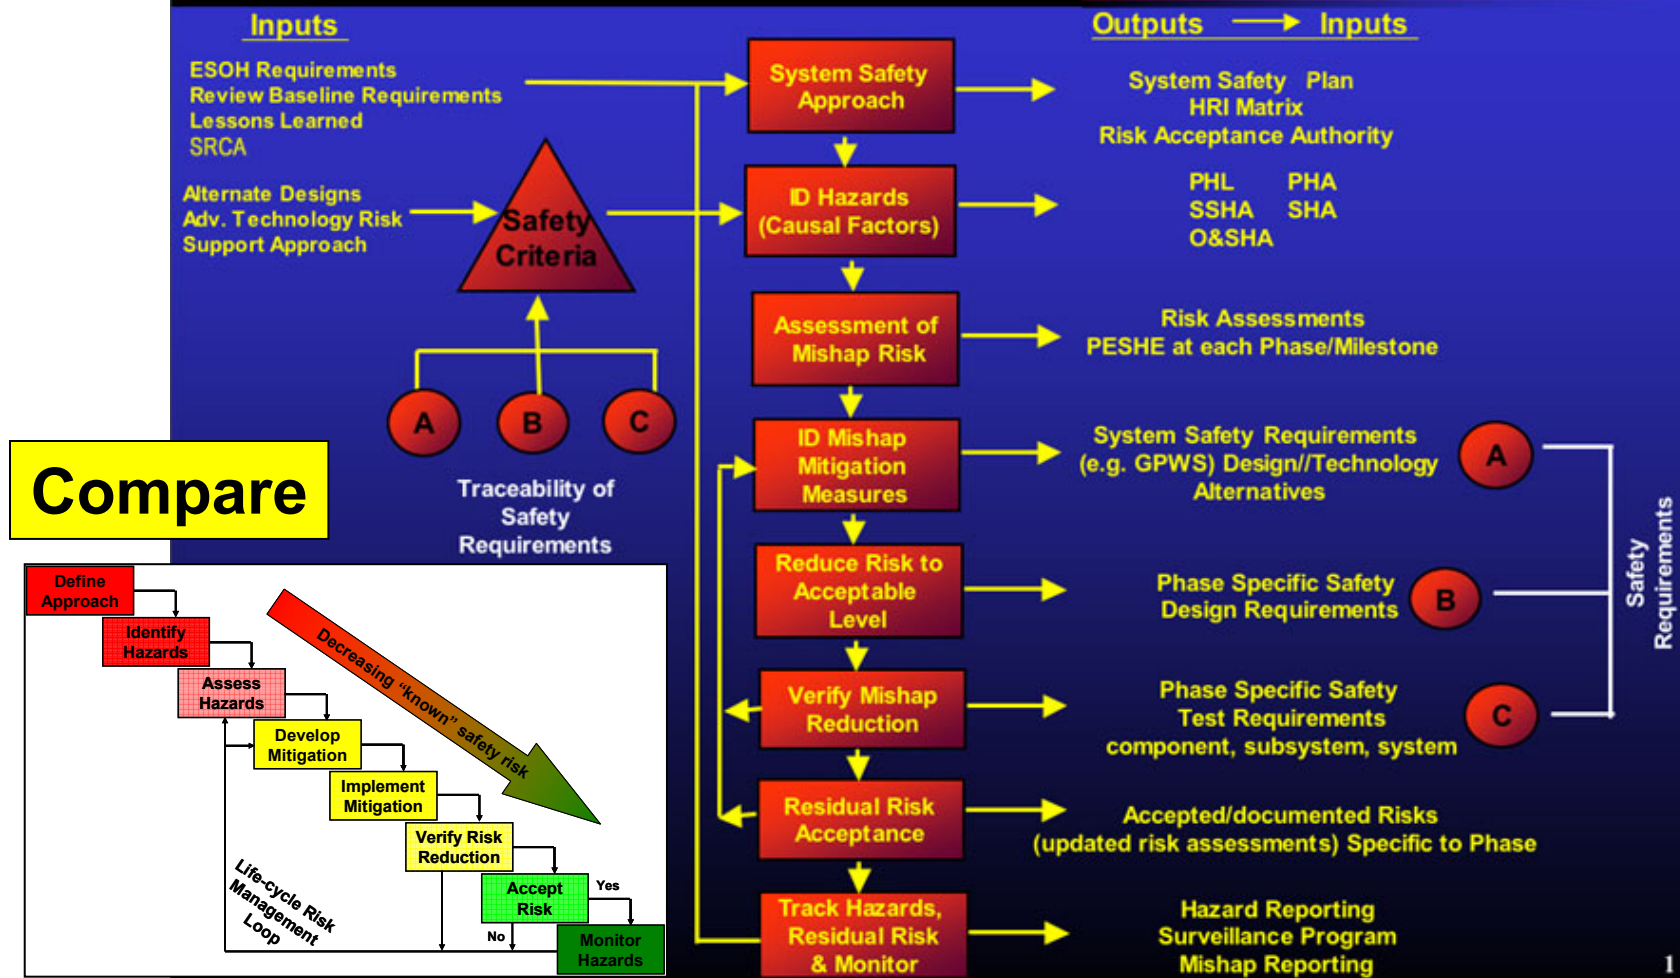 Inputs
Outputs
Inputs
ESOH Requirements
Review Baseline Requirements
Lessons Learned
SRCA
Alternate Designs
Adv. Technology Risk
Support Approach
Safety
Criteria
A
B
C
Traceability of
Safety
Requirements
System Safety
Approach
System Safety Plan
HRI Matrix
Risk Acceptance Authority
ID Hazards
(Causal Factors)
PHL PHA
SSHA SHA
O&SHA
Assessment of
Mishap Risk
Risk Assessments
PESHE at each Phase/Milestone
ID Mishap
Mitigation
Measures
System Safety Requirements
(e.g. GPWS) Design//Technology
Alternatives
A
Reduce Risk to
Acceptable
Level
Phase Specific Safety
Design Requirements
B
Verify Mishap
Reduction
Phase Specific Safety
Test Requirements
component, subsystem, system
C
Safety
Requirements
Residual Risk
Acceptance
Accepted/documented Risks
(updated risk assessments) Specific to Phase
Track Hazards,
Residual Risk
& Monitor
Hazard Reporting
Surveillance Program
Mishap Reporting
1
Compare
Define
Approach
Identify
Hazards
Assess
Hazards
Develop
Mitigation
Implement
Mitigation
Verify Risk
Reduction
Accept
Risk
Yes
No
Monitor
Hazards
Decreasing “known” safety risk
Life-cycle Risk
Management
Loop